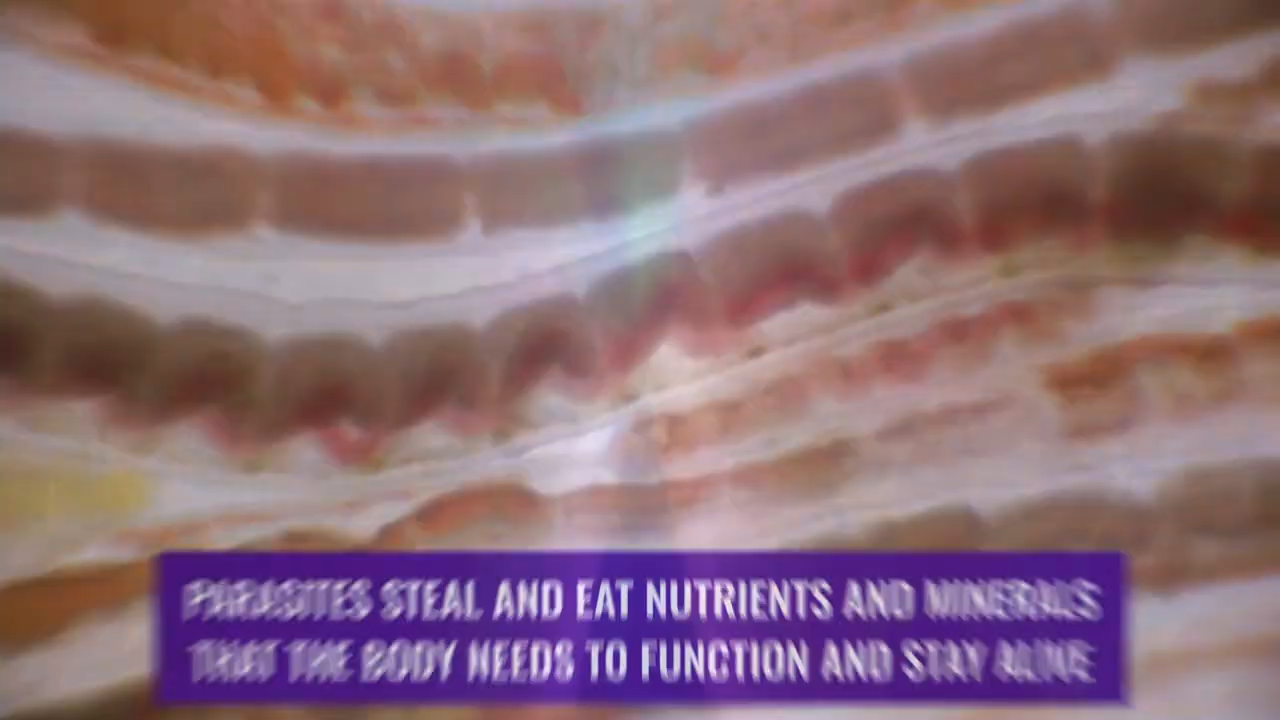 PARASITES STEAL AND EAT NUTRIENTS AND MINERALS
THAT THE BODY NEEDS TO FUNCTION AND STAY ALIVE